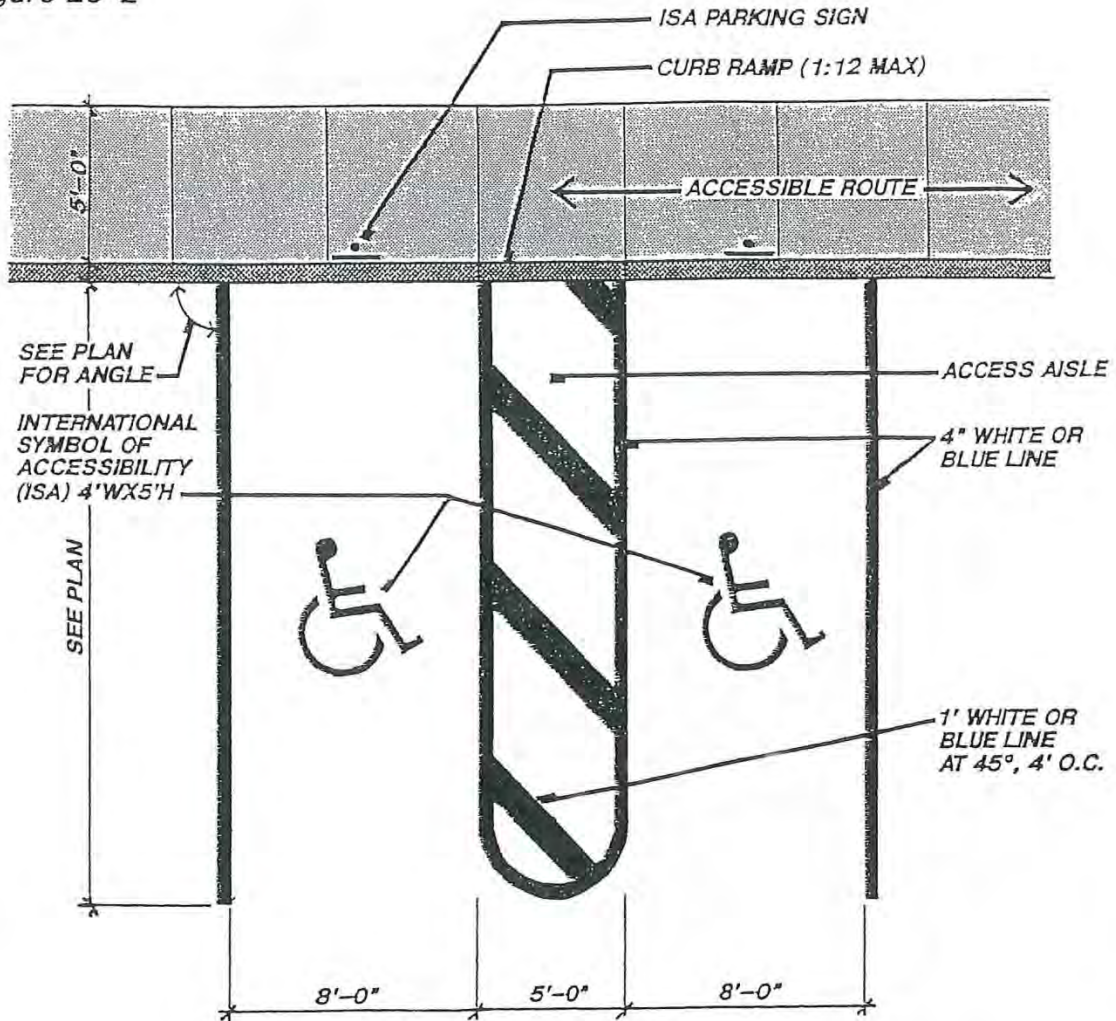 ISA PARKING SIGN
CURB RAMP (1:12 MAX)
5'-0"
ACCESSIBLE ROUTE
SEE PLAN
FOR ANGLE
ACCESS AISLE
INTERNATIONAL
SYMBOL OF
ACCESSIBILITY
(ISA) 4'WX5'H
4" WHITE OR
BLUE LINE
SEE PLAN
1' WHITE OR
BLUE LINE
AT 45°, 4' O.C.
8'-0"
5'-0"
8'-0"